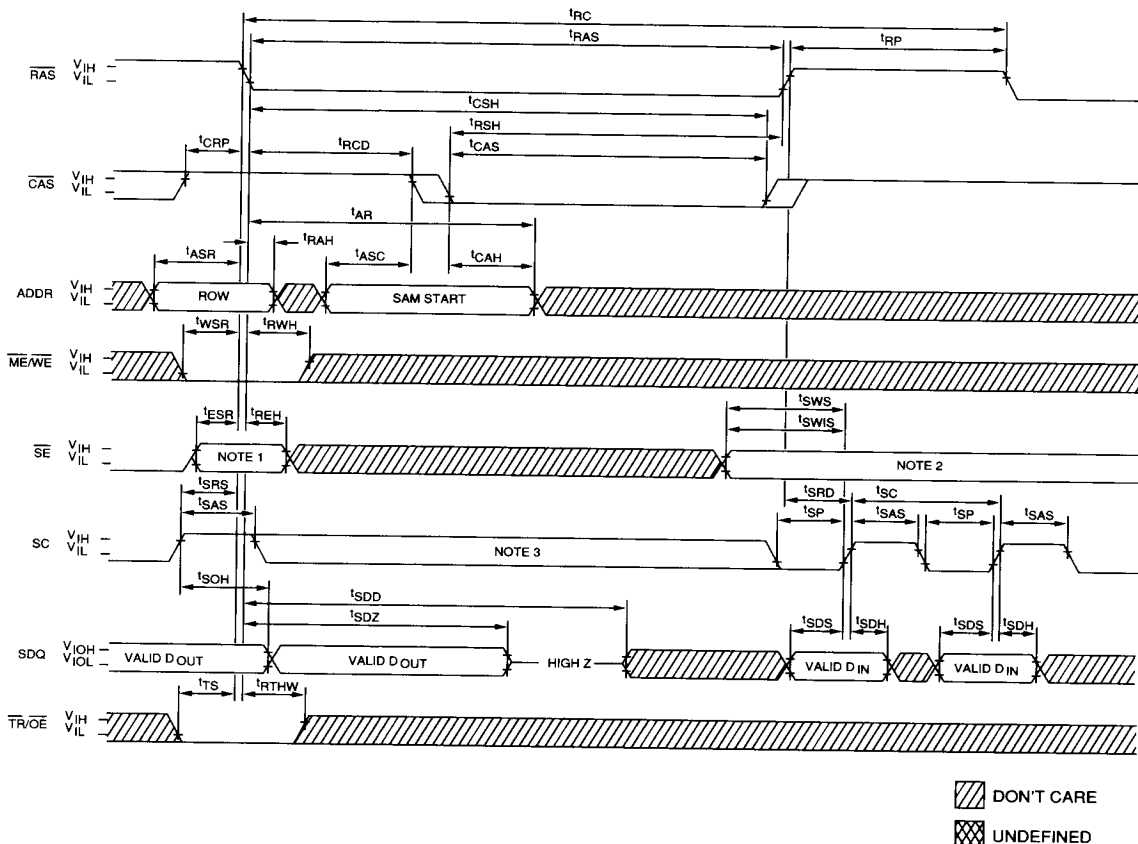 tRC
tRAS
tRP
RAS VIH VIL
tCSH
tRSH
tCRP tRCD tCAS
CAS VIH VIL
tAR
tRAH
tASR tASC tCAH
ADDR VIH VIL ROW SAM START
tWSR tRWH
ME/WE VIH VIL
tSWS
tESR tREH tSWIS
SE VIH VIL NOTE 1 NOTE 2
tSRS tSRD tSC
tSAS tSP tSAS tSP tSAS
SC VIH VIL NOTE 3
tSOH tSDD
tSDZ tSDS tSDH tSDS tSDH
SDQ VIOH VIOL VALID DOUT VALID DOUT HIGH Z VALID DIN VALID DIN
tTS tRTHW
TR/OE VIH VIL
DON'T CARE
UNDEFINED